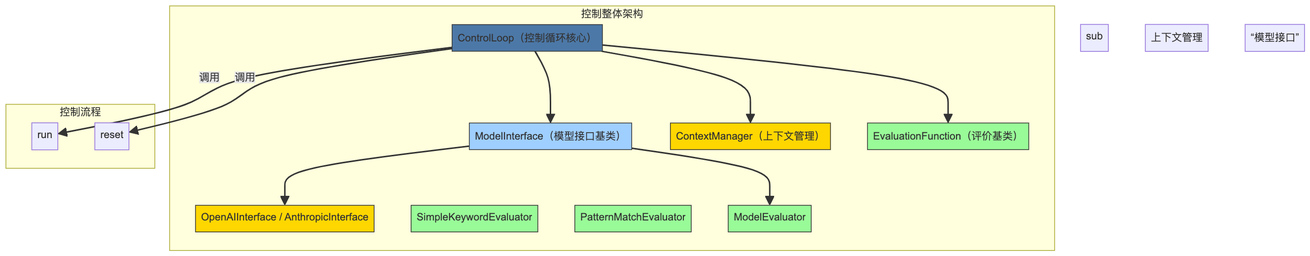 控制整体架构
ControlLoop（控制循环核心）
sub
上下文管理
“模型接口”
调用
调用
控制流程
run
reset
ModelInterface（模型接口基类）
ContextManager（上下文管理）
EvaluationFunction（评价基类）
OpenAIInterface / AnthropicInterface
SimpleKeywordEvaluator
PatternMatchEvaluator
ModelEvaluator